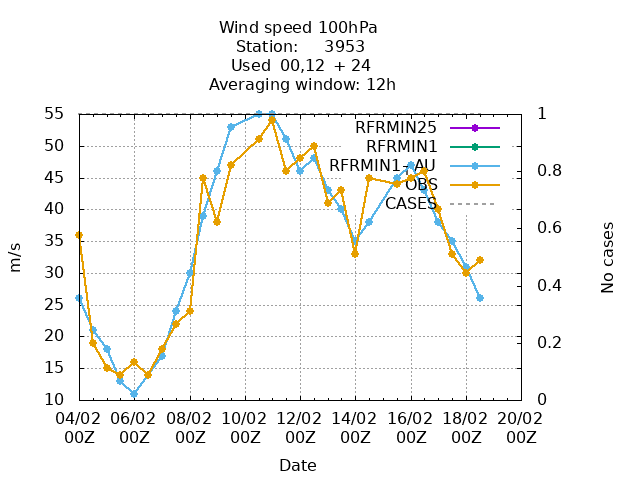 Wind speed 100hPa
Station: 3953
Used 00,12 + 24
Averaging window: 12h
55 1
50
45 0.8
40
35 0.6
30
25 0.4
20
15 0.2
10 0
RFRMIN25
RFRMIN1
RFRMIN1+AU
OBS
CASES
m/s
No cases
04/02 06/02 08/02 10/02 12/02 14/02 16/02 18/02 20/02
00Z 00Z 00Z 00Z 00Z 00Z 00Z 00Z 00Z
Date